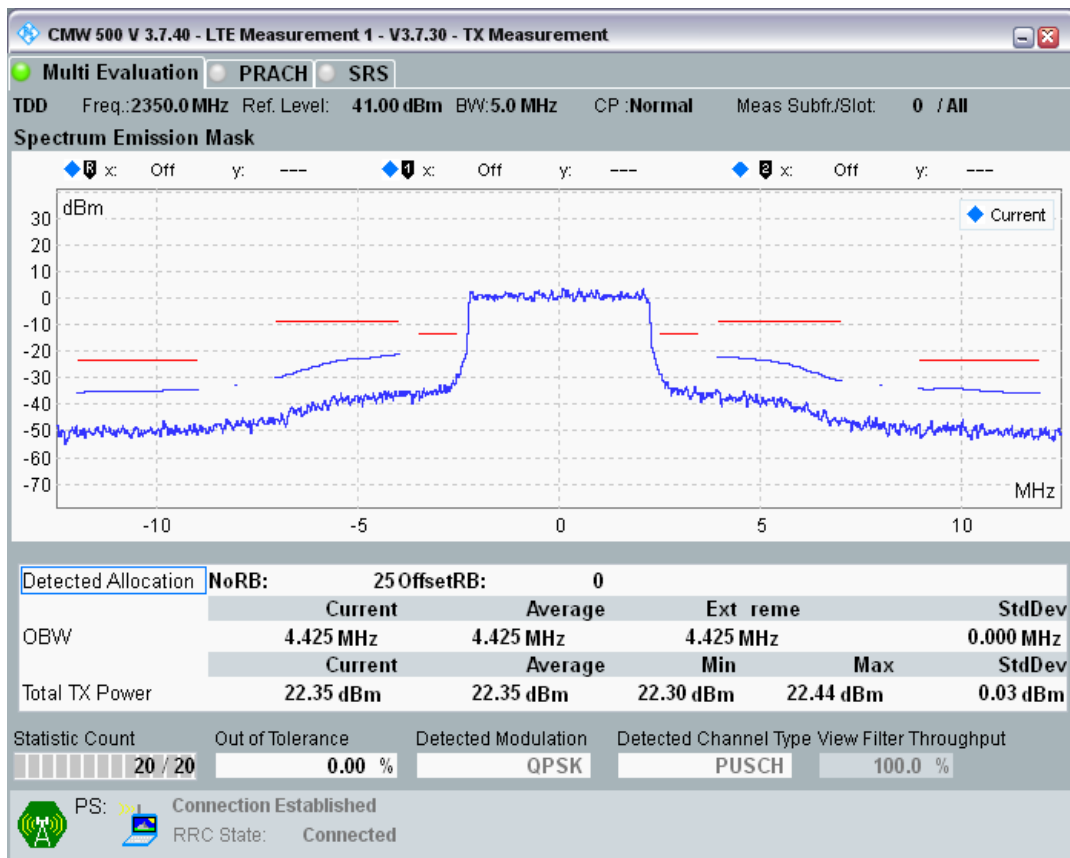 CMW 500 V 3.7.40 - LTE Measurement 1 - V3.7.30 - TX Measurement
Multi Evaluation PRACH SRS
TDD Freq.:2350.0 MHz Ref. Level: 41.00 dBm BW:5.0 MHz CP :Normal Meas Subfr./Slot: 0 / All
Spectrum Emission Mask
R x: Off y: --- 1 x: Off y: --- 2 x: Off y: ---
dBm
Current
30
20
10
0
-10
-20
-30
-40
-50
-60
-70
MHz
-10 -5 0 5 10
Detected Allocation NoRB: 25 OffsetRB: 0
Current Average Ext reme StdDev
OBW 4.425 MHz 4.425 MHz 4.425 MHz 0.000 MHz
Current Average Min Max StdDev
Total TX Power 22.35 dBm 22.35 dBm 22.30 dBm 22.44 dBm 0.03 dBm
Statistic Count Out of Tolerance Detected Modulation Detected Channel Type View Filter Throughput
20 / 20 0.00 % QPSK PUSCH 100.0 %
PS: Connection Established
RRC State: Connected